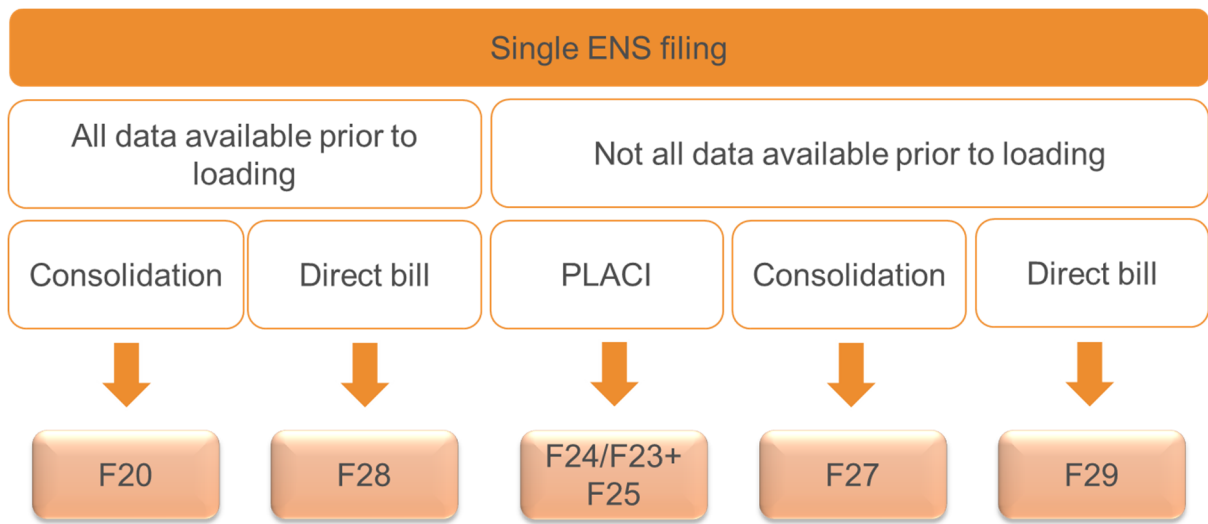 Single ENS filing
All data available prior to
loading
Not all data available prior to loading
Consolidation
Direct bill
PLACI
Consolidation
Direct bill
F20
F28
F24/F23+
F25
F27
F29